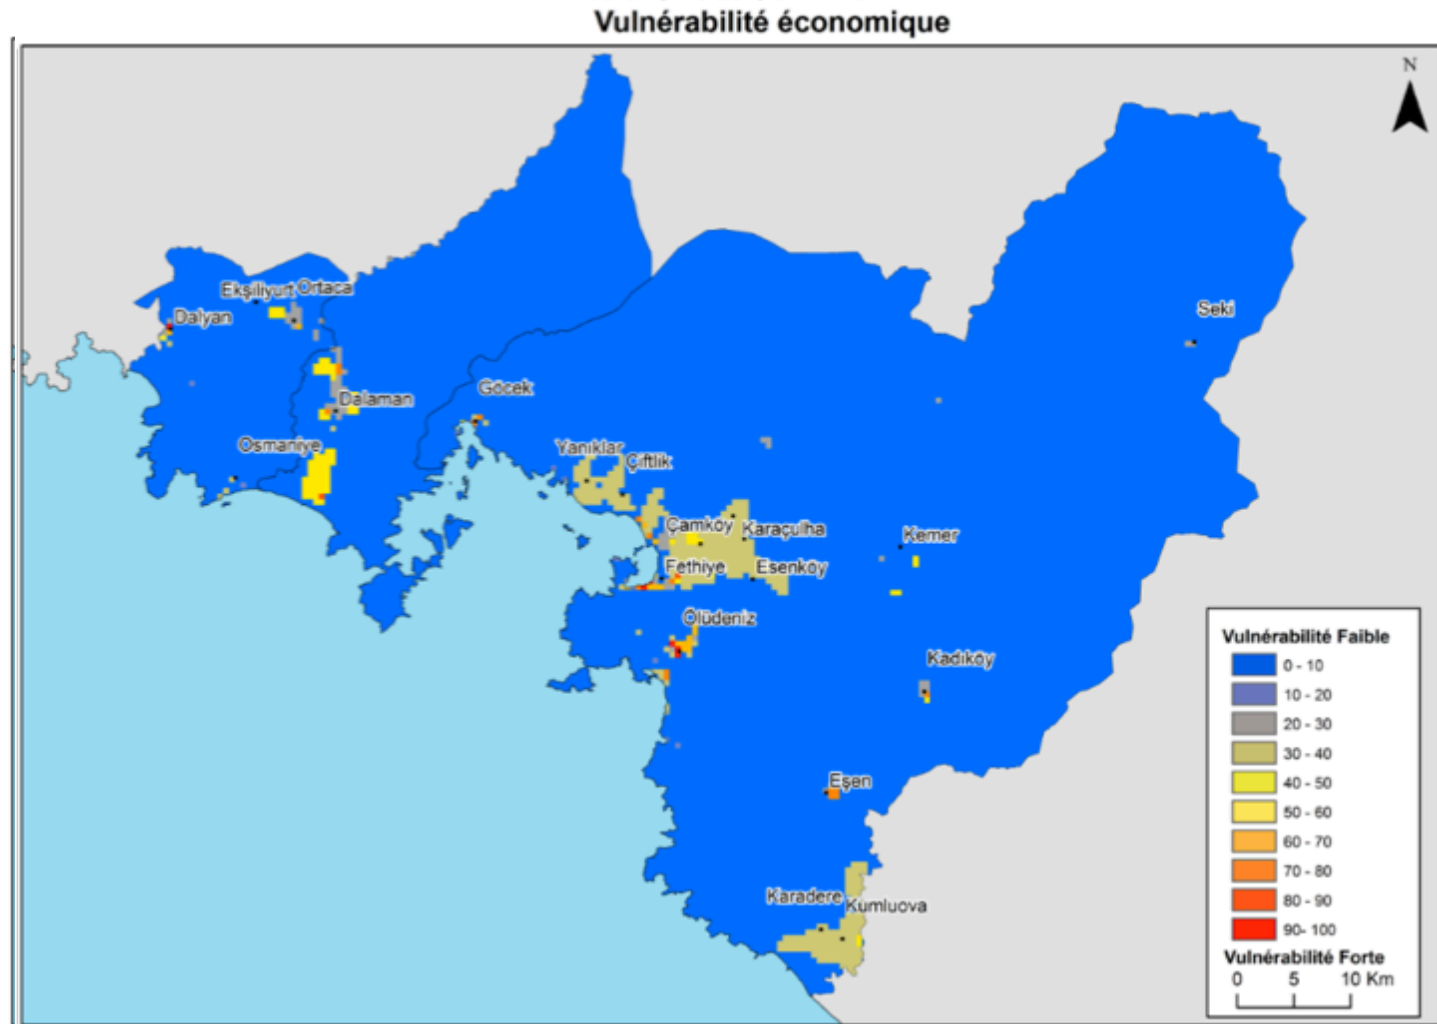 Vulnérabilité économique
N
Seki
Ekşiliyurt Ortaca
Dalyan
Göcek
Dalaman
Osmaniye
Yanıklar
Çiftlik
Çamköy Karaçulha
Kemer
Fethiye
Esenköy
Ölüdeniz
Kadıköy
Eşen
Karadere
Kumluova
Vulnérabilité Faible
0 - 10
10 - 20
20 - 30
30 - 40
40 - 50
50 - 60
60 - 70
70 - 80
80 - 90
90- 100
Vulnérabilité Forte
0 5 10 Km